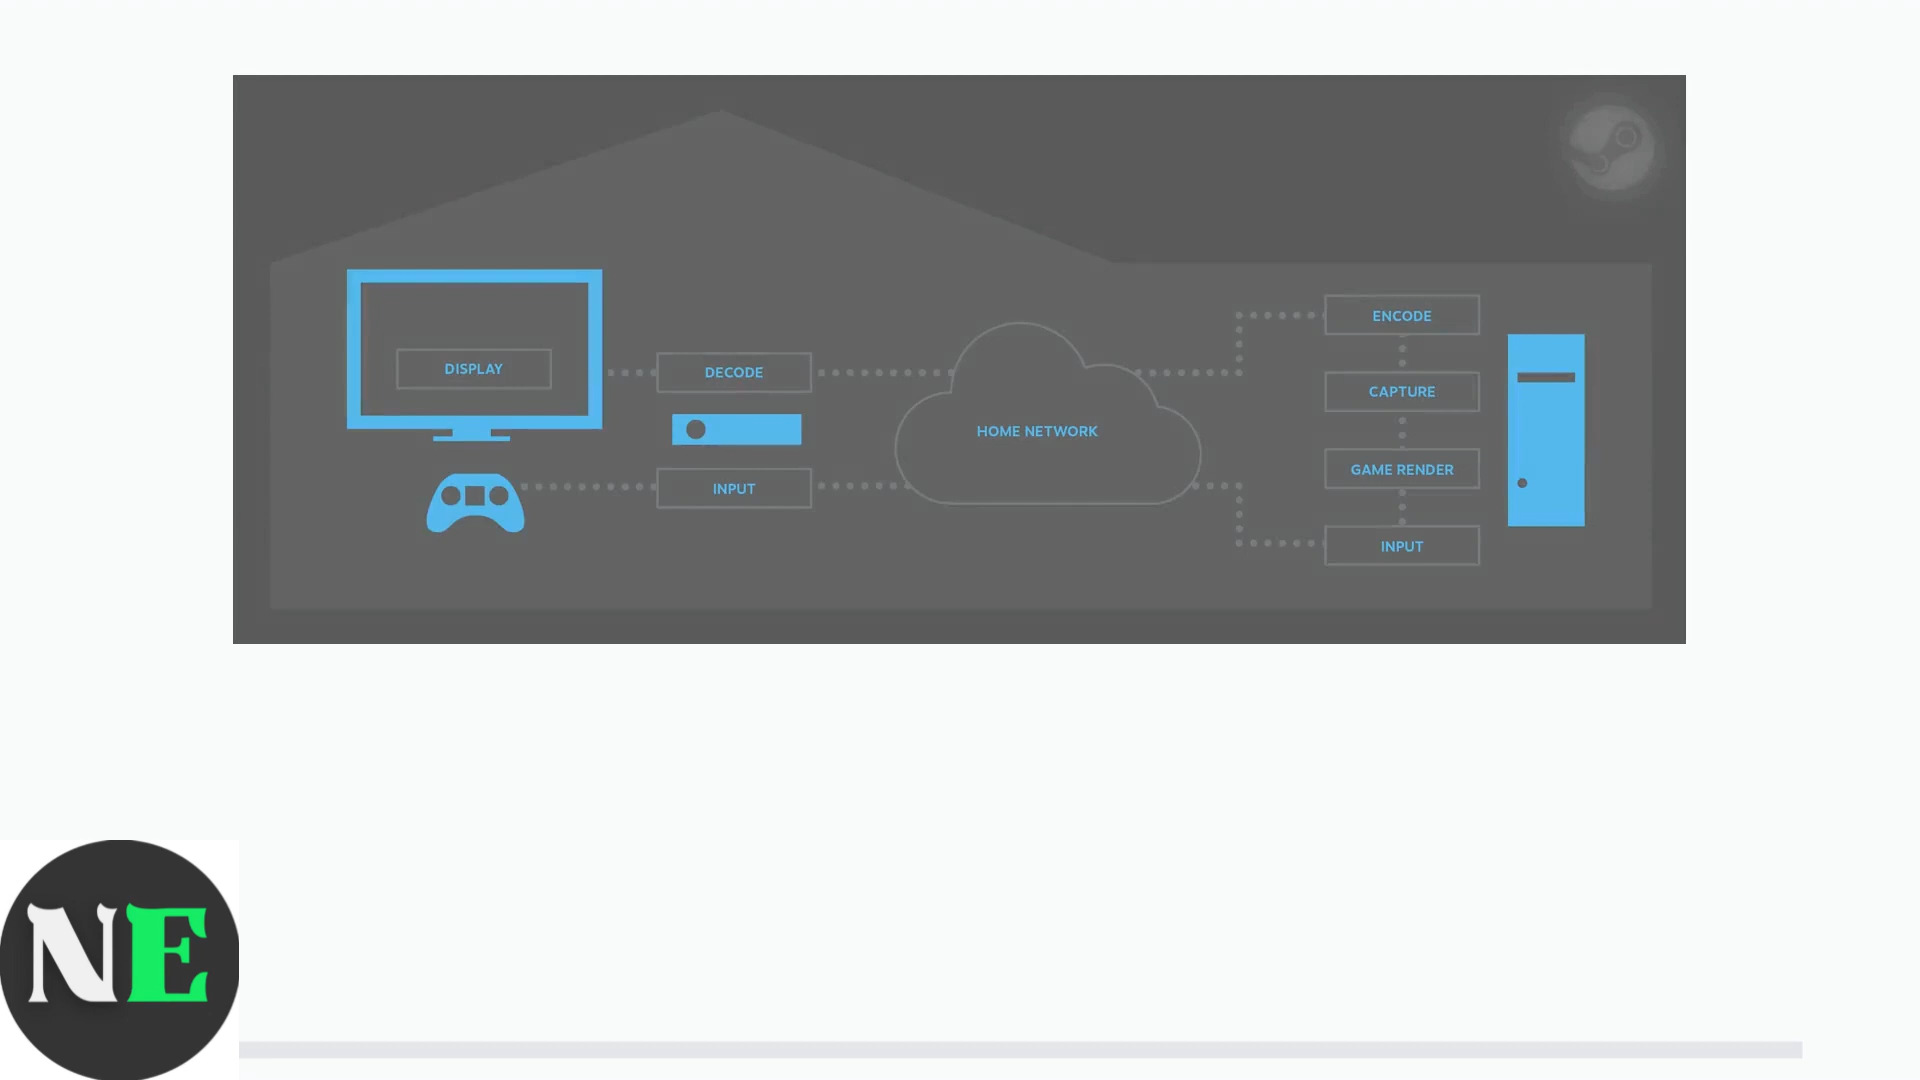 DISPLAY
DECODE
INPUT
HOME NETWORK
ENCODE
CAPTURE
GAME RENDER
INPUT
NE